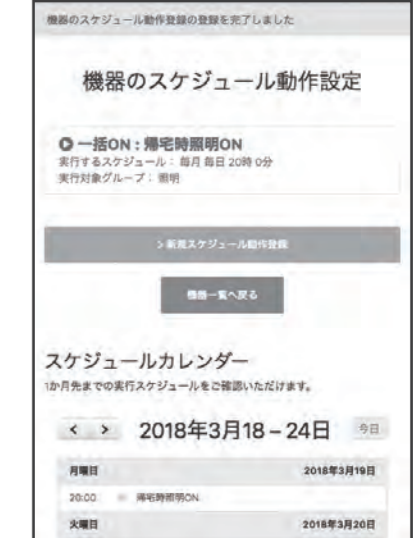 機器のスケジュール動作登録の登録を完了しました
機器のスケジュール動作設定
一括ON : 帰宅時照明ON
実行するスケジュール： 毎月 毎日 20時 0分
実行対象グループ： 照明
> 新規スケジュール動作登録
機器一覧へ戻る
スケジュールカレンダー
1か月先までの実行スケジュールをご確認いただけます。
< > 2018年3月18 – 24日 今日
月曜日 2018年3月19日
20:00 帰宅時照明ON
火曜日 2018年3月20日